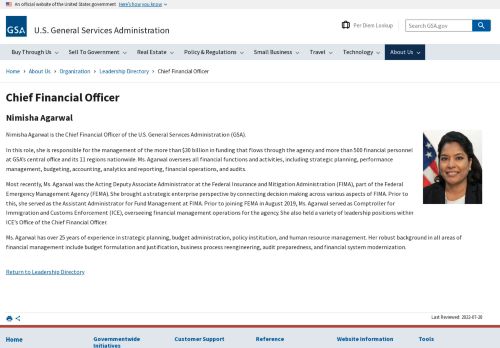 An official website of the United States government Here's how you know
GSA
U.S. General Services Administration
Per Diem Lookup
Search GSA.gov
Buy Through Us
Sell To Government
Real Estate
Policy & Regulations
Small Business
Travel
Technology
About Us
Home › About Us › Organization › Leadership Directory › Chief Financial Officer
Chief Financial Officer
Nimisha Agarwal
Nimisha Agarwal is the Chief Financial Officer of the U.S. General Services Administration (GSA).
In this role, she is responsible for the management of the more than $30 billion in funding that flows through the agency and more than 500 financial personnel
at GSA's central office and its 11 regions nationwide. Ms. Agarwal oversees all financial functions and activities, including strategic planning, performance
management, budgeting, accounting, analytics and reporting, financial operations, and audits.
Most recently, Ms. Agarwal was the Acting Deputy Associate Administrator at the Federal Insurance and Mitigation Administration (FIMA), part of the Federal
Emergency Management Agency (FEMA). She brought a strategic enterprise perspective by connecting decision making across various aspects of FIMA. Prior to
this, she served as the Assistant Administrator for Fund Management at FIMA. Prior to joining FEMA in August 2019, Ms. Agarwal served as Comptroller for
Immigration and Customs Enforcement (ICE), overseeing financial management operations for the agency. She also held a variety of leadership positions within
ICE's Office of the Chief Financial Officer.
Ms. Agarwal has over 25 years of experience in strategic planning, budget administration, policy institution, and human resource management. Her robust background in all areas of
financial management include budget formulation and justification, business process reengineering, audit preparedness, and financial system modernization.
Return to Leadership Directory
Last Reviewed: 2022-07-20
Home
Governmentwide
Initiatives
Customer Support
Reference
Website Information
Tools